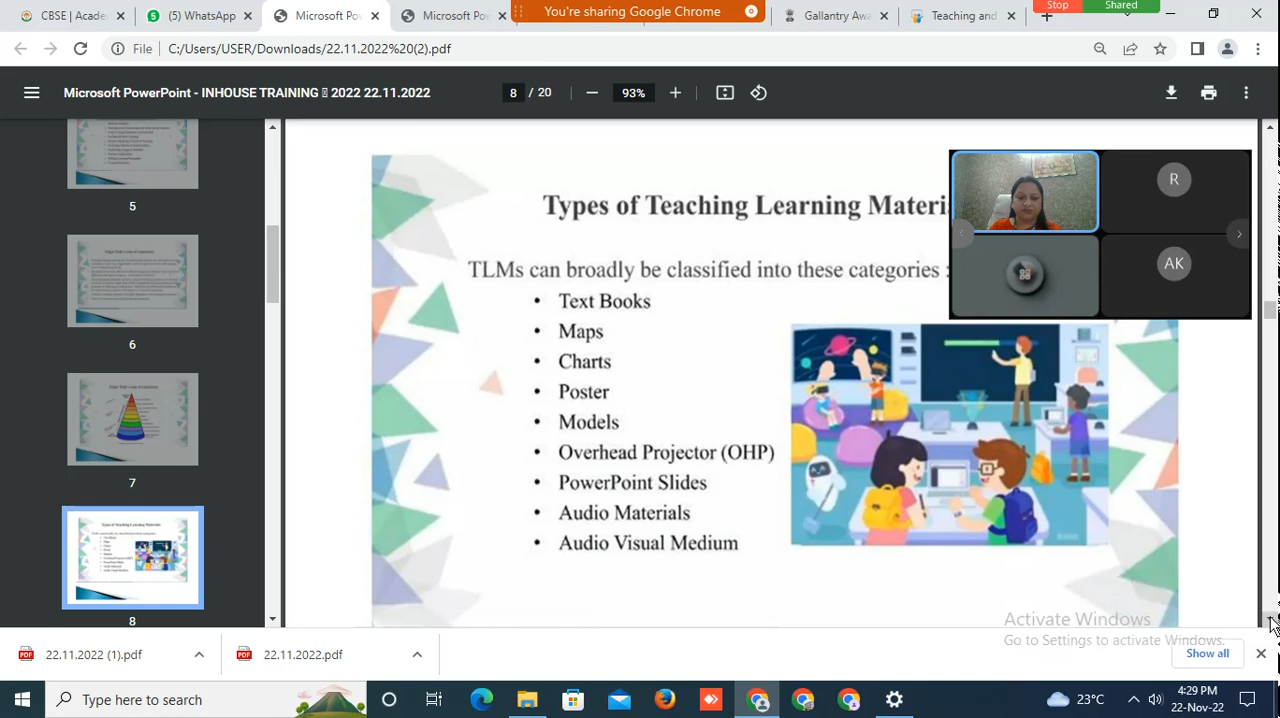 CBSE | Acade
(5) WhatsApp
Microsoft Po
Microsoft Po
You're sharing Google Chrome
Gallantry Awa
Teaching and
Stop
Shared
File
C:/Users/USER/Downloads/22.11.2022%20(2).pdf
Microsoft PowerPoint - INHOUSE TRAINING 2022 22.11.2022
8 / 20
93%
5
6
7
8
Types of Teaching Learning Materi
TLMs can broadly be classified into these categories :
• Text Books
• Maps
• Charts
• Poster
• Models
• Overhead Projector (OHP)
• PowerPoint Slides
• Audio Materials
• Audio Visual Medium
R
AK
Activate Windows
Go to Settings to activate Windows.
22.11.2022 (1).pdf
22.11.2022.pdf
Show all
Type here to search
23°C
4:29 PM
22-Nov-22